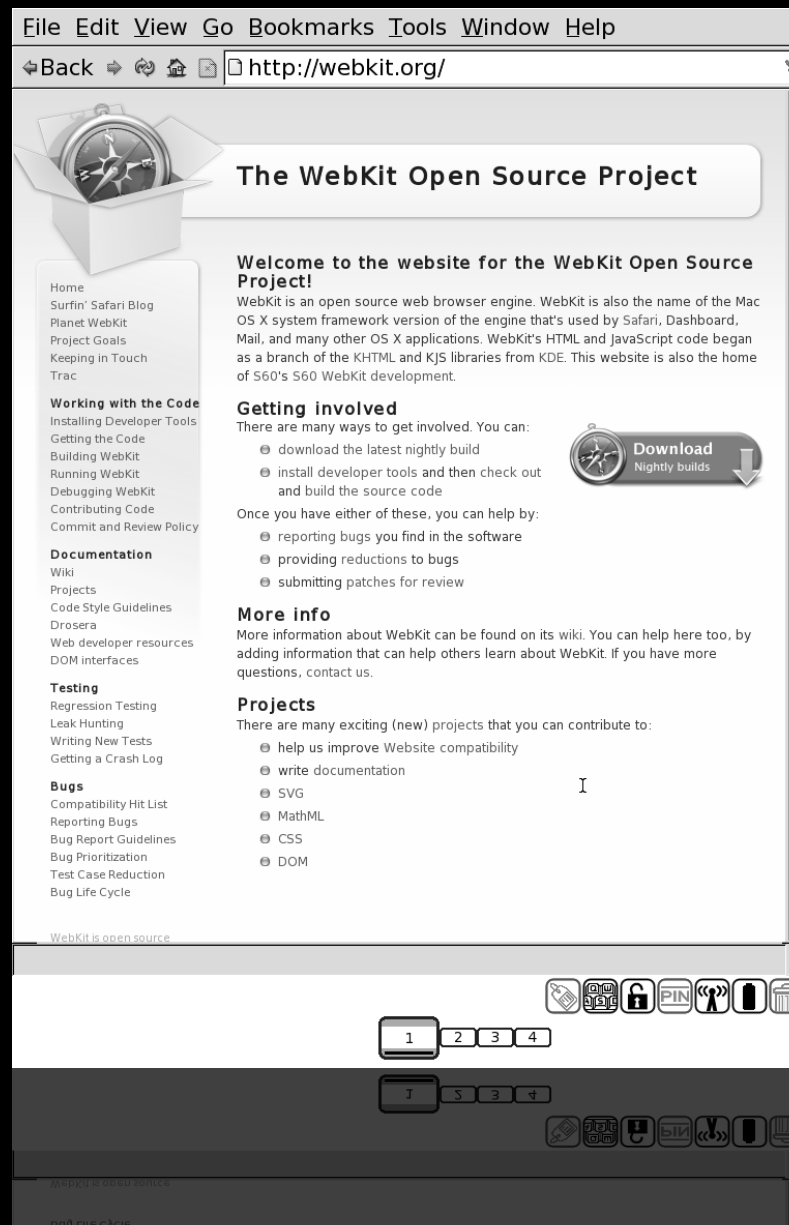 File Edit View Go Bookmarks Tools Window Help
Back http://webkit.org/
The WebKit Open Source Project
Home
Surfin' Safari Blog
Planet WebKit
Project Goals
Keeping in Touch
Trac
Working with the Code
Installing Developer Tools
Getting the Code
Building WebKit
Running WebKit
Debugging WebKit
Contributing Code
Commit and Review Policy
Documentation
Wiki
Projects
Code Style Guidelines
Drosera
Web developer resources
DOM interfaces
Testing
Regression Testing
Leak Hunting
Writing New Tests
Getting a Crash Log
Bugs
Compatibility Hit List
Reporting Bugs
Bug Report Guidelines
Bug Prioritization
Test Case Reduction
Bug Life Cycle
WebKit is open source
Welcome to the website for the WebKit Open Source
Project!
WebKit is an open source web browser engine. WebKit is also the name of the Mac
OS X system framework version of the engine that's used by Safari, Dashboard,
Mail, and many other OS X applications. WebKit's HTML and JavaScript code began
as a branch of the KHTML and KJS libraries from KDE. This website is also the home
of S60's S60 WebKit development.
Getting involved
There are many ways to get involved. You can:
download the latest nightly build
install developer tools and then check out
and build the source code
Download
Nightly builds
Once you have either of these, you can help by:
reporting bugs you find in the software
providing reductions to bugs
submitting patches for review
More info
More information about WebKit can be found on its wiki. You can help here too, by
adding information that can help others learn about WebKit. If you have more
questions, contact us.
Projects
There are many exciting (new) projects that you can contribute to:
help us improve Website compatibility
write documentation
SVG
MathML
CSS
DOM
PIN
1 2 3 4